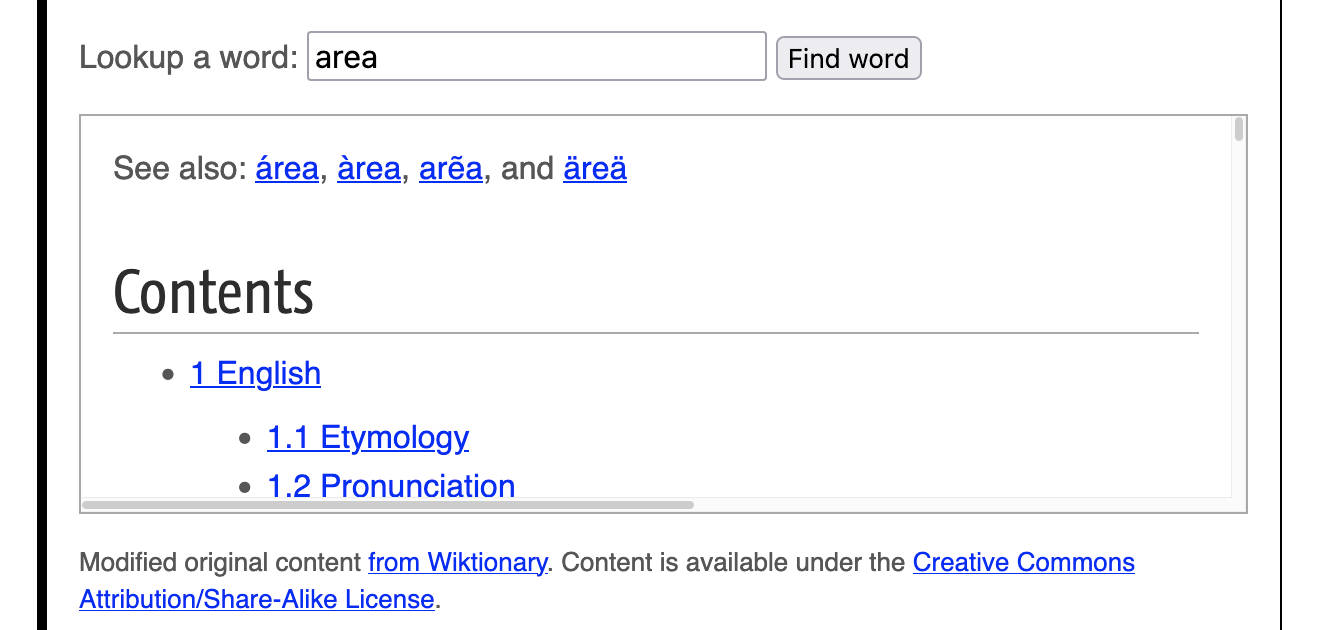 Lookup a word: area Find word
See also: área, àrea, arẽa, and äreä
Contents
1 English
1.1 Etymology
1.2 Pronunciation
Modified original content from Wiktionary. Content is available under the Creative Commons
Attribution/Share-Alike License.